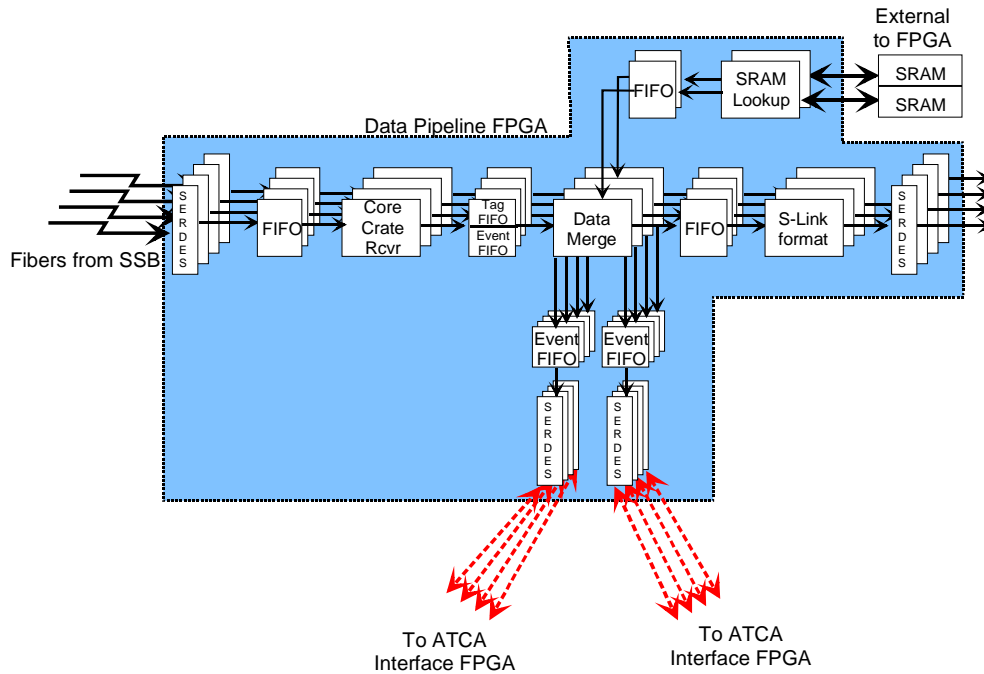 External
to FPGA
SRAM
SRAM
SRAM
Lookup
FIFO
Data Pipeline FPGA
SERDES
FIFO
Core
Crate
Rcvr
Tag
FIFO
Event
FIFO
Data
Merge
FIFO
S-Link
format
SERDES
Fibers from SSB
Event
FIFO
Event
FIFO
SERDES
SERDES
To ATCA
Interface FPGA
To ATCA
Interface FPGA